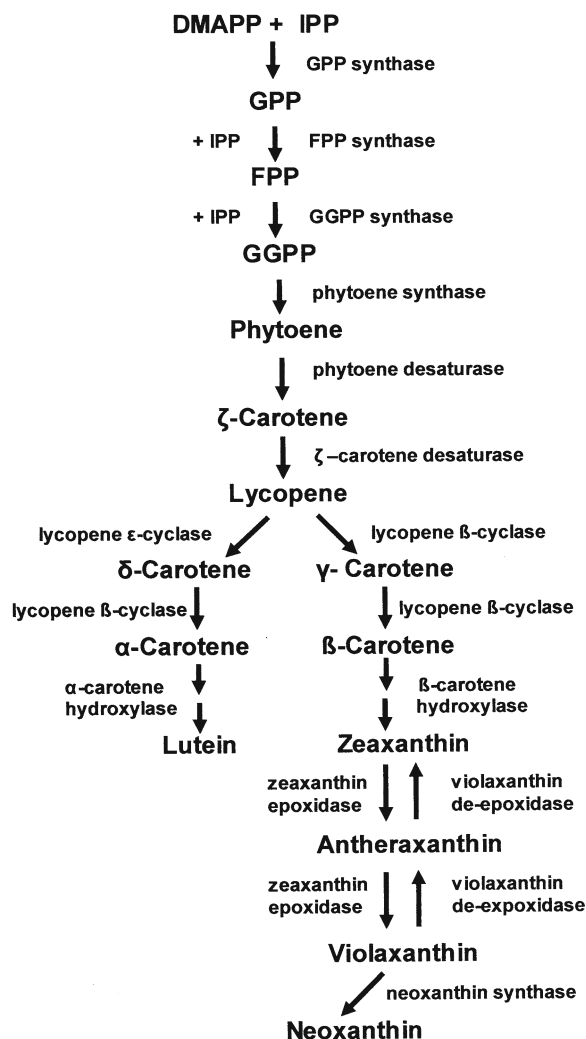 DMAPP + IPP
GPP synthase
GPP
+ IPP FPP synthase
FPP
+ IPP GGPP synthase
GGPP
phytoene synthase
Phytoene
phytoene desaturase
ζ-Carotene
ζ –carotene desaturase
Lycopene
lycopene ε-cyclase
lycopene ß-cyclase
δ-Carotene
γ- Carotene
lycopene ß-cyclase
lycopene ß-cyclase
α-Carotene
ß-Carotene
α-carotene
hydroxylase
ß-carotene
hydroxylase
Lutein
Zeaxanthin
zeaxanthin
epoxidase
violaxanthin
de-epoxidase
Antheraxanthin
zeaxanthin
epoxidase
violaxanthin
de-expoxidase
Violaxanthin
neoxanthin synthase
Neoxanthin